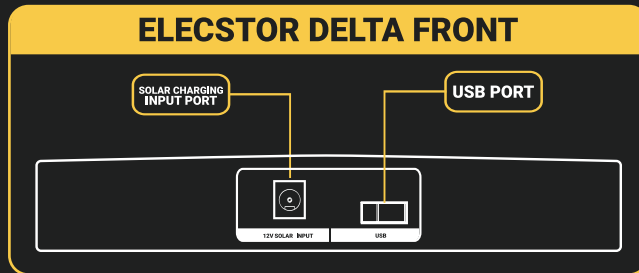 ELECSTOR DELTA FRONT
SOLAR CHARGING
INPUT PORT
USB PORT
12V SOLAR INPUT
USB